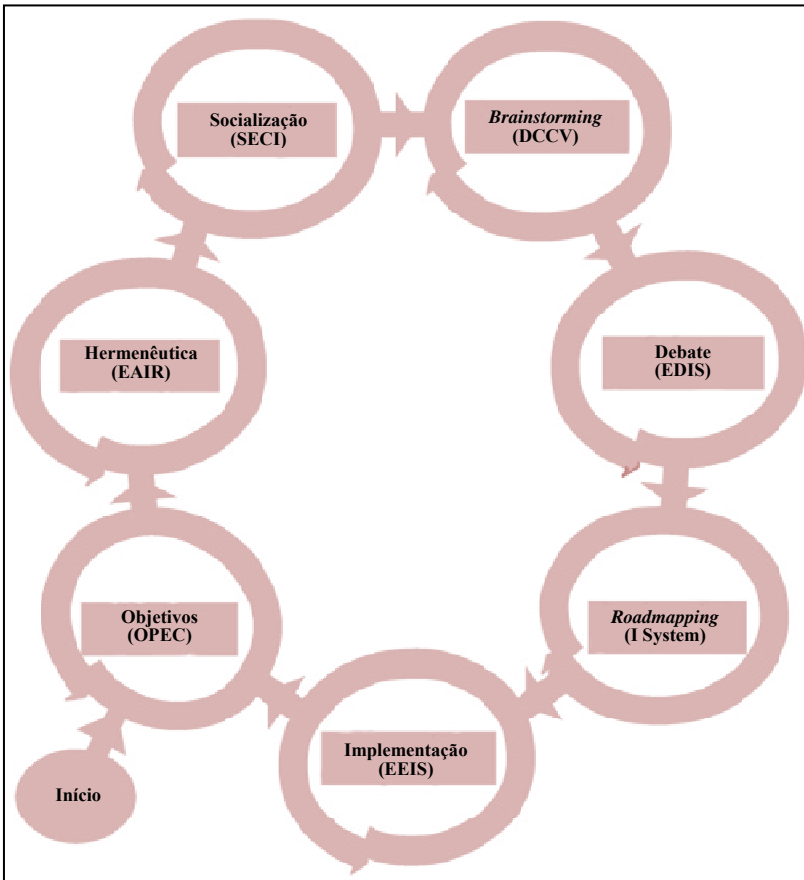 Socialização
(SECI)
Brainstorming
(DCCV)
Hermenêutica
(EAIR)
Debate
(EDIS)
Objetivos
(OPEC)
Roadmapping
(I System)
Implementação
(EEIS)
Início